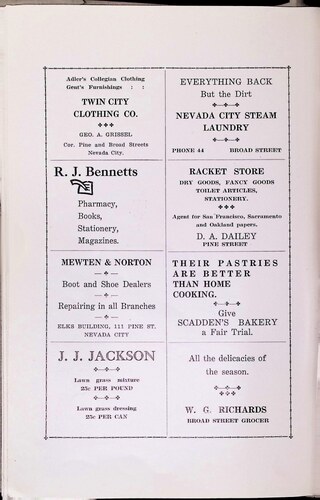 Adler's Collegian Clothing
Gent's Furnishings : :
TWIN CITY
CLOTHING CO.
GEO. A. GRISSEL
Cor. Pine and Broad Streets
Nevada City.
EVERYTHING BACK
But the Dirt
NEVADA CITY STEAM
LAUNDRY
PHONE 44 BROAD STREET
R. J. Bennetts
Pharmacy,
Books,
Stationery,
Magazines.
RACKET STORE
DRY GOODS, FANCY GOODS
TOILET ARTICLES,
STATIONERY.
Agent for San Francisco, Sacramento
and Oakland papers.
D. A. DAILEY
PINE STREET
MEWTEN & NORTON
Boot and Shoe Dealers
Repairing in all Branches
ELKS BUILDING, 111 PINE ST.
NEVADA CITY
THEIR PASTRIES
ARE BETTER
THAN HOME
COOKING.
Give
SCADDEN'S BAKERY
a Fair Trial.
J. J. JACKSON
Lawn grass mixture
25c PER POUND
Lawn grass dressing
25c PER CAN
All the delicacies of
the season.
W. G. RICHARDS
BROAD STREET GROCER